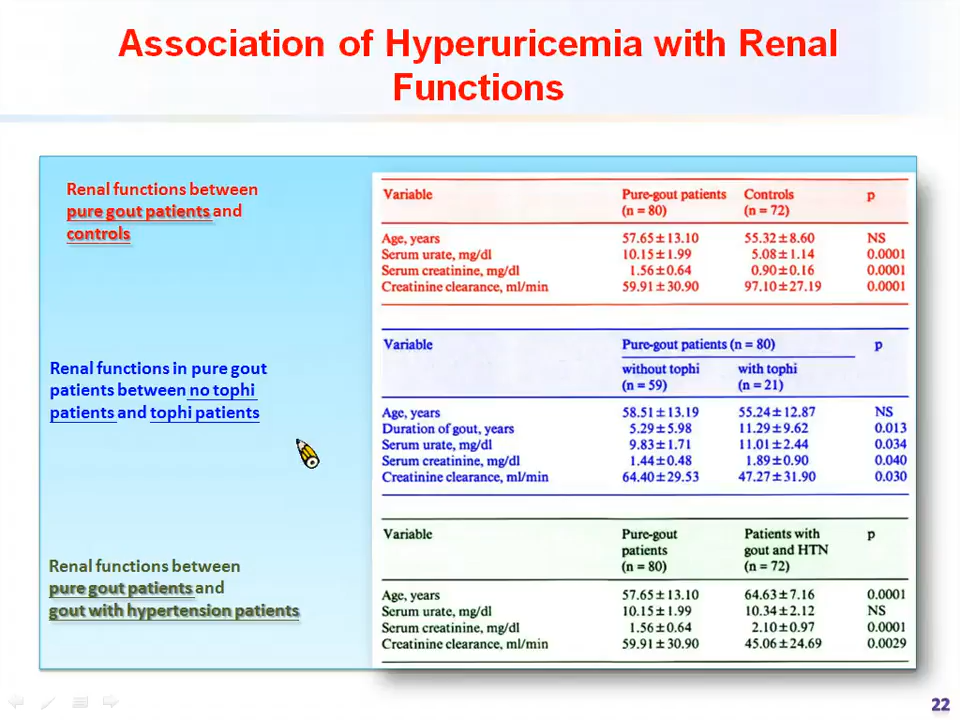 Association of Hyperuricemia with Renal
Functions
Renal functions between
pure gout patients and
controls
Variable Pure-gout patients Controls p
(n = 80) (n = 72)
Age, years 57.65±13.10 55.32±8.60 NS
Serum urate, mg/dl 10.15±1.99 5.08±1.14 0.0001
Serum creatinine, mg/dl 1.56±0.64 0.90±0.16 0.0001
Creatinine clearance, ml/min 59.91±30.90 97.10±27.19 0.0001
Renal functions in pure gout
patients between no tophi
patients and tophi patients
Variable Pure-gout patients (n = 80) p
without tophi with tophi
(n = 59) (n = 21)
Age, years 58.51±13.19 55.24±12.87 NS
Duration of gout, years 5.29±5.98 11.29±9.62 0.013
Serum urate, mg/dl 9.83±1.71 11.01±2.44 0.034
Serum creatinine, mg/dl 1.44±0.48 1.89±0.90 0.040
Creatinine clearance, ml/min 64.40±29.53 47.27±31.90 0.030
Renal functions between
pure gout patients and
gout with hypertension patients
Variable Pure-gout Patients with p
patients gout and HTN
(n = 80) (n = 72)
Age, years 57.65±13.10 64.63±7.16 0.0001
Serum urate, mg/dl 10.15±1.99 10.34±2.12 NS
Serum creatinine, mg/dl 1.56±0.64 2.10±0.97 0.0001
Creatinine clearance, ml/min 59.91±30.90 45.06±24.69 0.0029
22